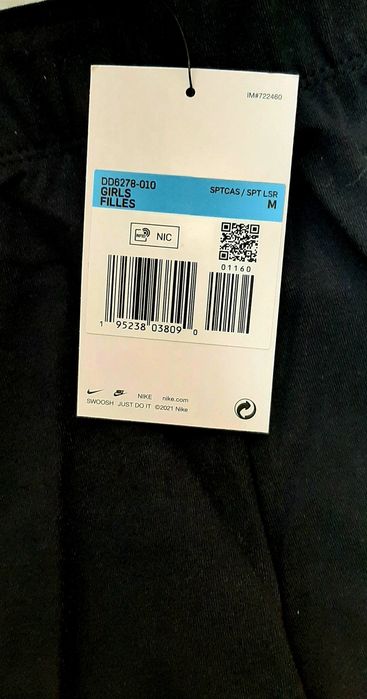 IM#722460
DD6278-010
GIRLS SPTCAS / SPT LSR
FILLES M
NIC
01160
1 95238 03809 0
NIKE nike.com
SWOOSH JUST DO IT ©2021 Nike